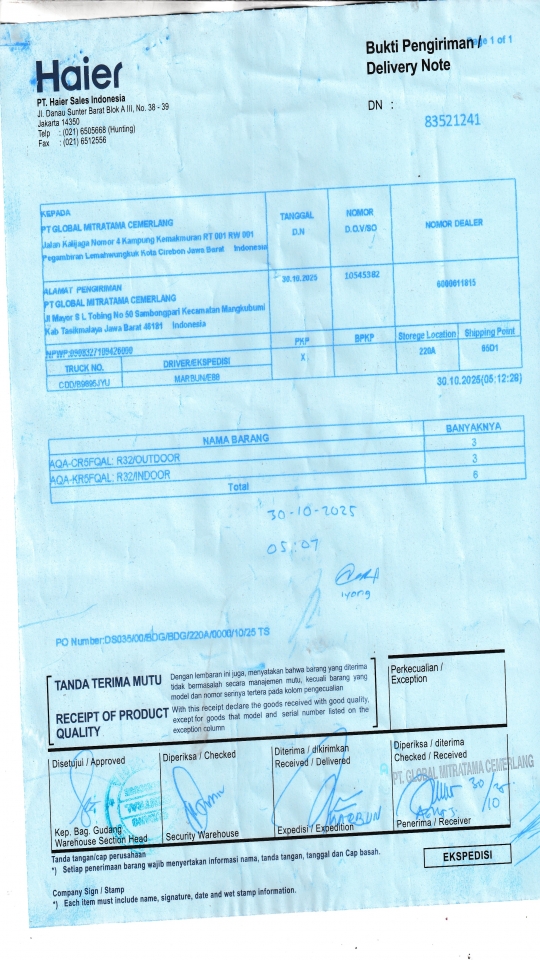 Haier
PT. Haier Sales Indonesia
Jl. Danau Sunter Barat Blok A III, No. 38 - 39
Jakarta 14350
Telp : (021) 6505668 (Hunting)
Fax : (021) 6512556
Page 1 of 1
Bukti Pengiriman /
Delivery Note
DN :
83521241
KEPADA
PT GLOBAL MITRATAMA CEMERLANG
Jalan Kalijaga Nomor 4 Kampung Kemakmuran RT 001 RW 001
Pegambiran Lemahwungkuk Kota Cirebon Jawa Barat Indonesia
TANGGAL
D.N
NOMOR
D.O.V/SO
NOMOR DEALER
ALAMAT PENGIRIMAN
PT GLOBAL MITRATAMA CEMERLANG
Jl Mayor S L Tobing No 50 Sambongpari Kecamatan Mangkubumi
Kab Tasikmalaya Jawa Barat 46181 Indonesia
30.10.2025
10545382
6000011815
TRUCK NO.
DRIVER/EKSPEDISI
PKP
BPKP
Storege Location
Shipping Point
CDD/B9895JYU
MARBUN/E88
X
220A
85D1
30.10.2025(05:12:28)
NAMA BARANG
BANYAKNYA
AQA-CR5FQAL: R32/OUTDOOR
3
AQA-KR5FQAL: R32/INDOOR
3
Total
6
30-10-2025
05:07
iyong
PO Number:DS035/00/BDG/BDG/220A/0000/10/25 TS
TANDA TERIMA MUTU
Dengan lembaran ini juga, menyatakan bahwa barang yang diterima
tidak bermasalah secara manajemen mutu, kecuali barang yang
model dan nomor serinya tertera pada kolom pengecualian
RECEIPT OF PRODUCT
QUALITY
With this receipt declare the goods received with good quality,
except for goods that model and serial number listed on the
exception column
Perkecualian /
Exception
Disetujui / Approved
Diperiksa / Checked
Diterima / dikirimkan
Received / Delivered
Diperiksa / diterima
Checked / Received
PT. GLOBAL MITRATAMA CEMERLANG
30/10
MARBUN
Kep. Bag. Gudang
Warehouse Section Head
Security Warehouse
Expedisi / Expedition
Penerima / Receiver
Tanda tangan/cap perusahaan
*) Setiap penerimaan barang wajib menyertakan informasi nama, tanda tangan, tanggal dan Cap basah.
EKSPEDISI
Company Sign / Stamp
*) Each item must include name, signature, date and wet stamp information.